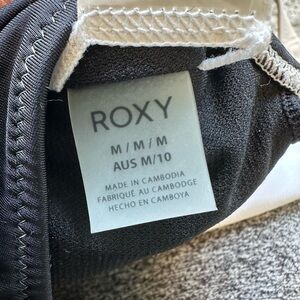 ROXY
M / M / M
AUS M/10
MADE IN CAMBODIA
FABRIQUÉ AU CAMBODGE
HECHO EN CAMBOYA